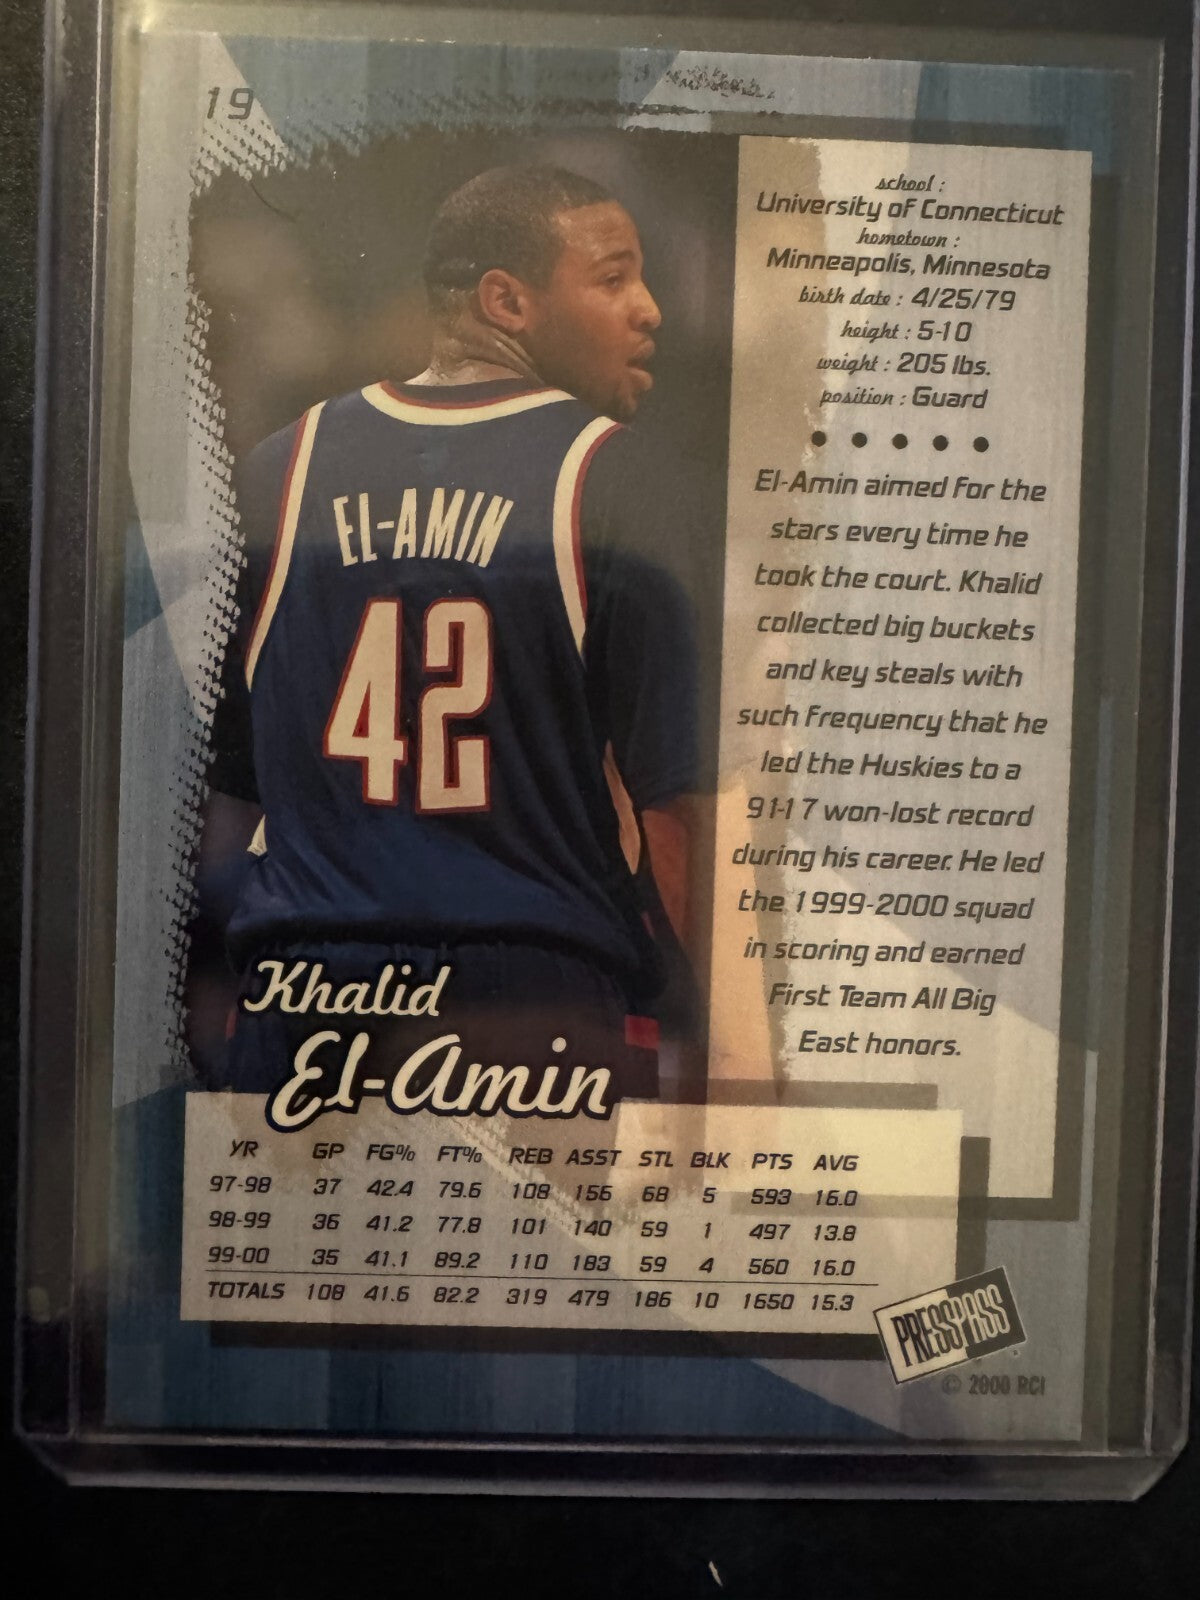 19
school :
University of Connecticut
hometown :
Minneapolis, Minnesota
birth date : 4/25/79
height : 5-10
weight : 205 lbs.
position : Guard
● ● ● ● ●
El-Amin aimed for the
stars every time he
took the court. Khalid
collected big buckets
and key steals with
such frequency that he
led the Huskies to a
91-17 won-lost record
during his career. He led
the 1999-2000 squad
in scoring and earned
First Team All Big
East honors.
EL-AMIN
42
Khalid
El-Amin
YR GP FG% FT% REB ASST STL BLK PTS AVG
97-98 37 42.4 79.6 108 156 68 5 593 16.0
98-99 36 41.2 77.8 101 140 59 1 497 13.8
99-00 35 41.1 89.2 110 183 59 4 560 16.0
TOTALS 108 41.6 82.2 319 479 186 10 1650 15.3
PRESSPASS
© 2000 RCI